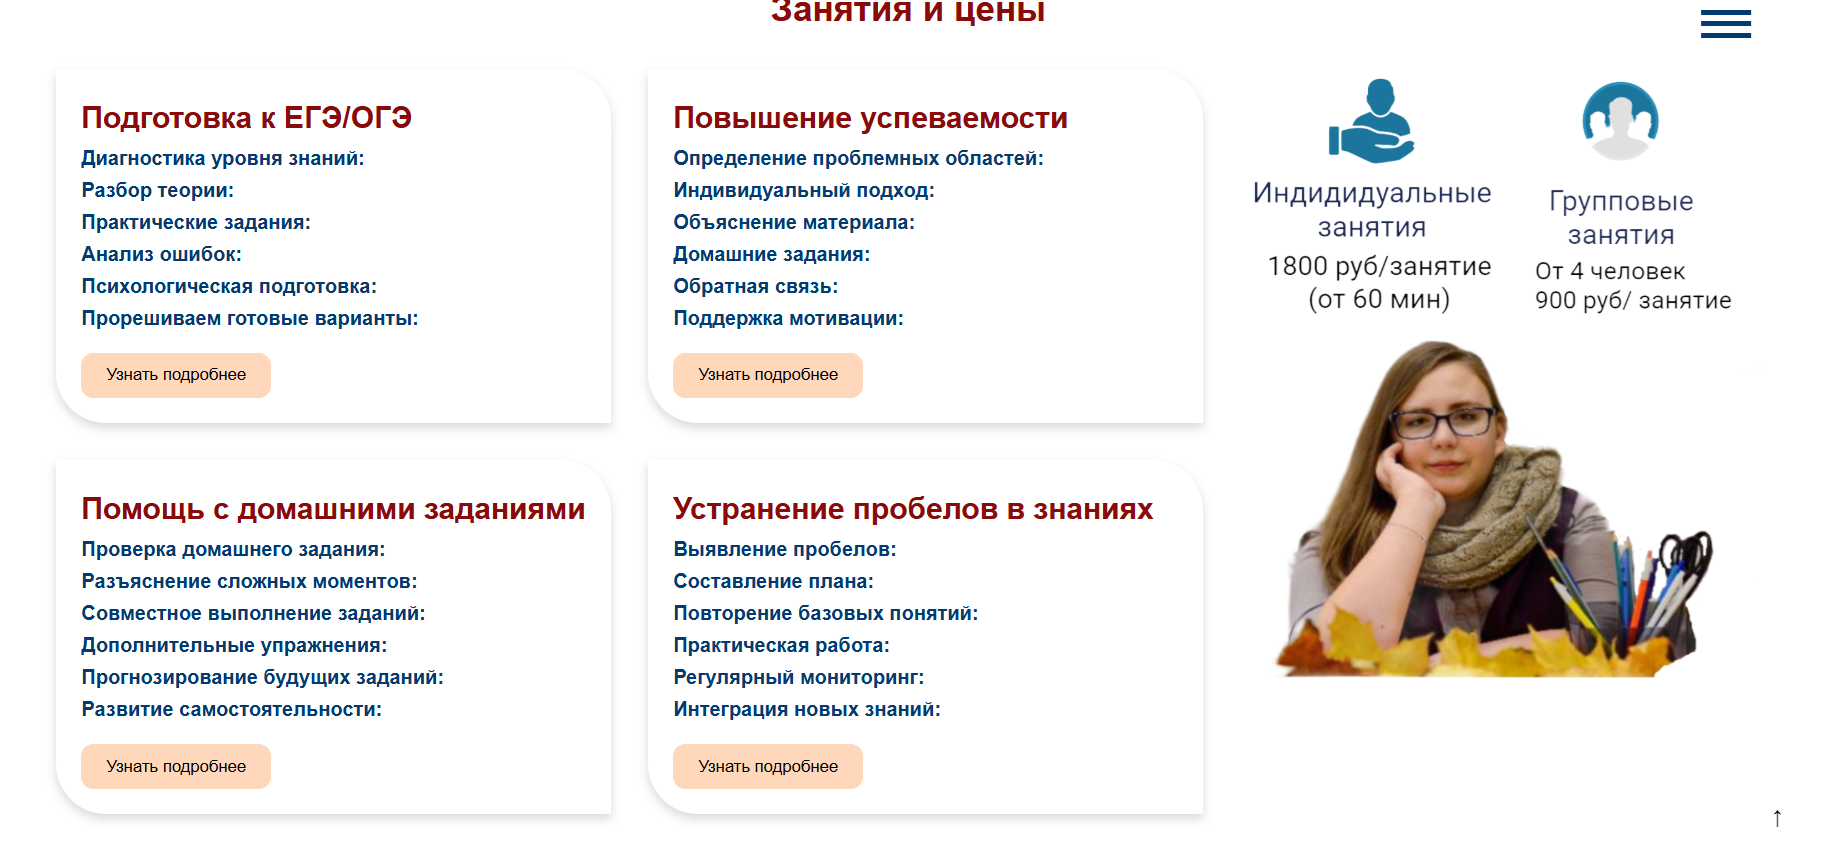 Занятия и цены
Подготовка к ЕГЭ/ОГЭ
Диагностика уровня знаний:
Разбор теории:
Практические задания:
Анализ ошибок:
Психологическая подготовка:
Прорешиваем готовые варианты:
Узнать подробнее
Повышение успеваемости
Определение проблемных областей:
Индивидуальный подход:
Объяснение материала:
Домашние задания:
Обратная связь:
Поддержка мотивации:
Узнать подробнее
Индидидуальные
занятия
1800 руб/занятие
(от 60 мин)
Групповые
занятия
От 4 человек
900 руб/ занятие
Помощь с домашними заданиями
Проверка домашнего задания:
Разъяснение сложных моментов:
Совместное выполнение заданий:
Дополнительные упражнения:
Прогнозирование будущих заданий:
Развитие самостоятельности:
Узнать подробнее
Устранение пробелов в знаниях
Выявление пробелов:
Составление плана:
Повторение базовых понятий:
Практическая работа:
Регулярный мониторинг:
Интеграция новых знаний:
Узнать подробнее
↑